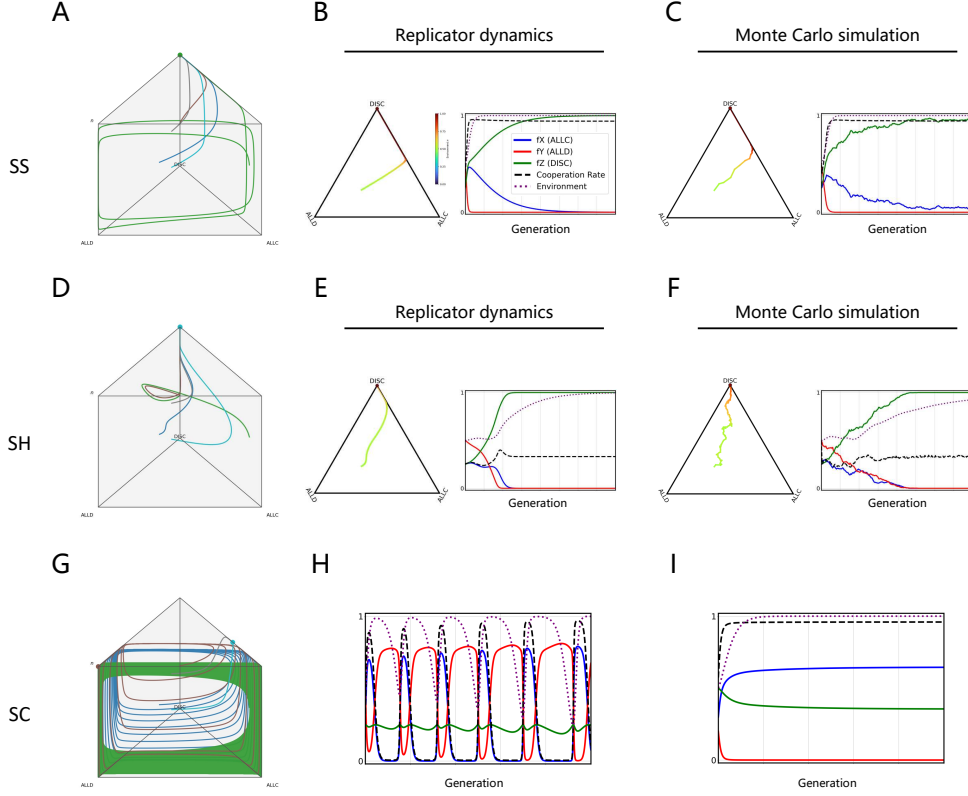 A
B
C
Replicator dynamics
Monte Carlo simulation
SS
n
DISC
ALLD
ALLC
DISC
ALLD
ALLC
1
0
fX (ALLC)
fY (ALLD)
fZ (DISC)
Cooperation Rate
Environment
Generation
DISC
ALLD
ALLC
1
0
Generation
D
E
F
Replicator dynamics
Monte Carlo simulation
SH
n
DISC
ALLD
ALLC
DISC
ALLD
ALLC
1
0
Generation
DISC
ALLD
ALLC
1
0
Generation
G
H
I
SC
n
DISC
ALLD
ALLC
1
0
Generation
1
0
Generation